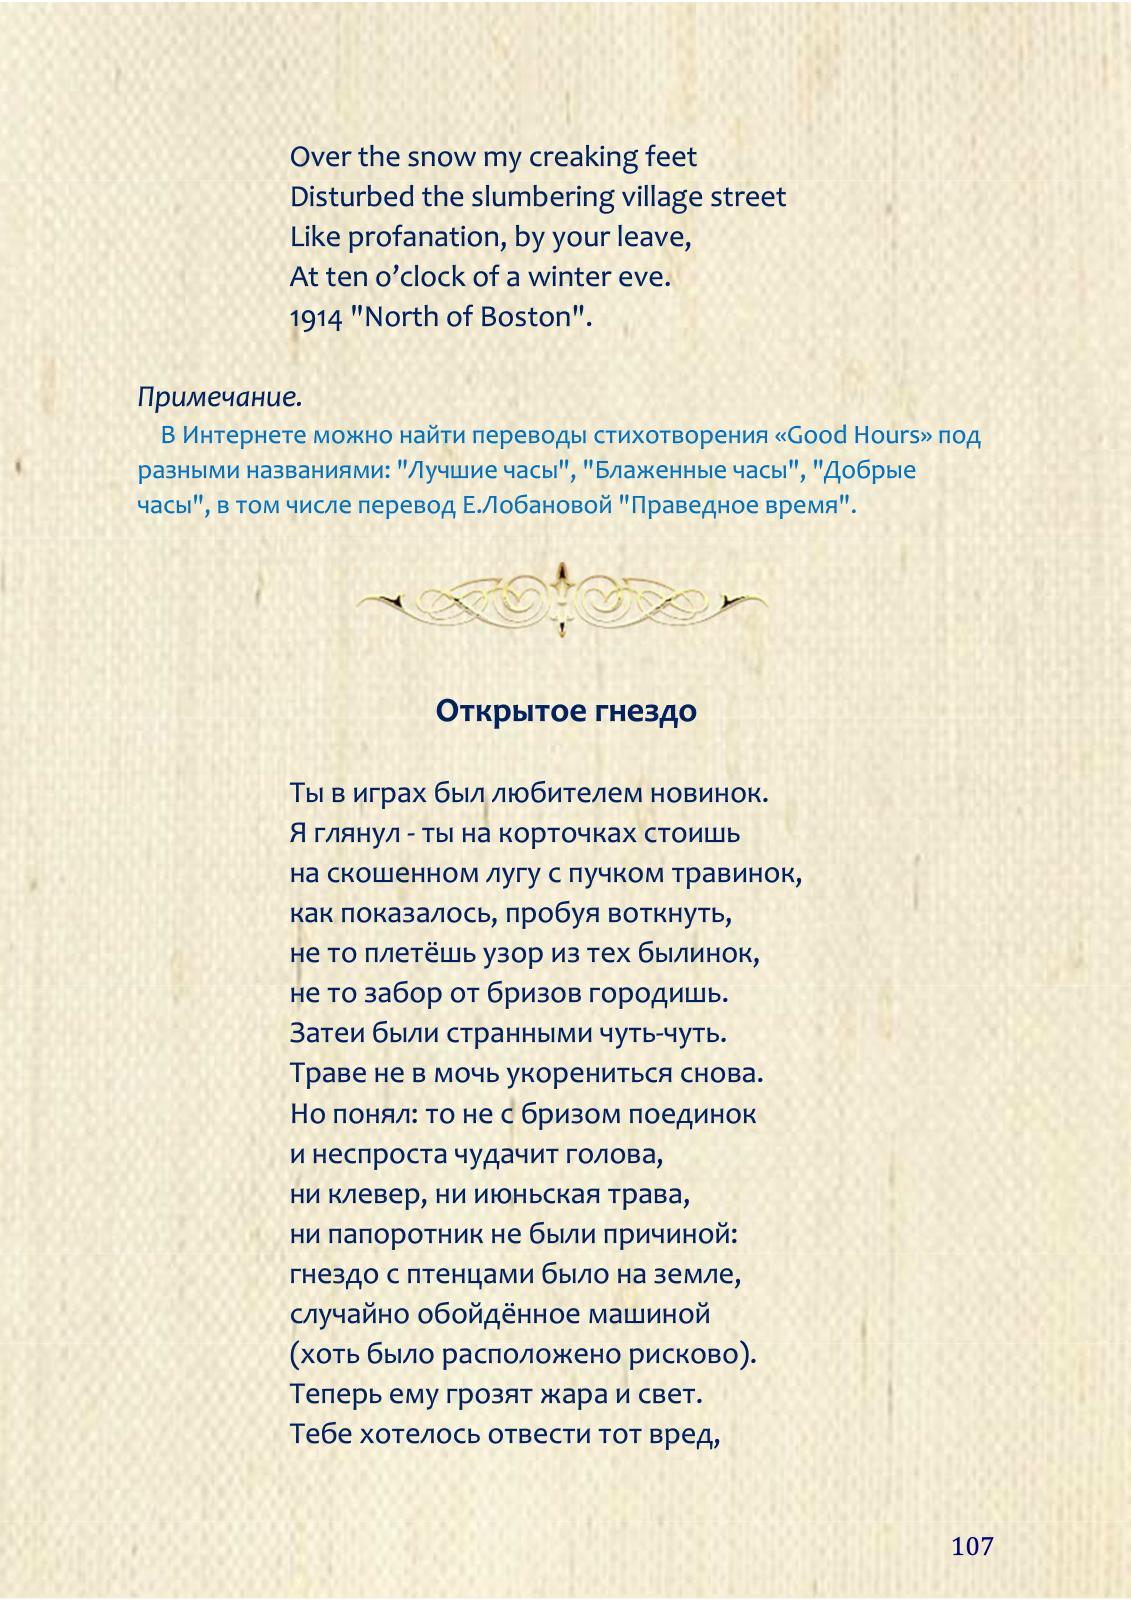 Over the snow my creaking feet
Disturbed the slumbering village street
Like profanation, by your leave,
At ten o’clock of a winter eve.
1914 "North of Boston".
Примечание.
В Интернете можно найти переводы стихотворения «Good Hours» под
разными названиями: "Лучшие часы", "Блаженные часы", "Добрые
часы", в том числе перевод Е.Лобановой "Праведное время".
Открытое гнездо
Ты в играх был любителем новинок.
Я глянул - ты на корточках стоишь
на скошенном лугу с пучком травинок,
как показалось, пробуя воткнуть,
не то плетёшь узор из тех былинок,
не то забор от бризов городишь.
Затеи были странными чуть-чуть.
Траве не в мочь укорениться снова.
Но понял: то не с бризом поединок
и неспроста чудачит голова,
ни клевер, ни июньская трава,
ни папоротник не были причиной:
гнездо с птенцами было на земле,
случайно обойдённое машиной
(хоть было расположено рисково).
Теперь ему грозят жара и свет.
Тебе хотелось отвести тот вред,
107